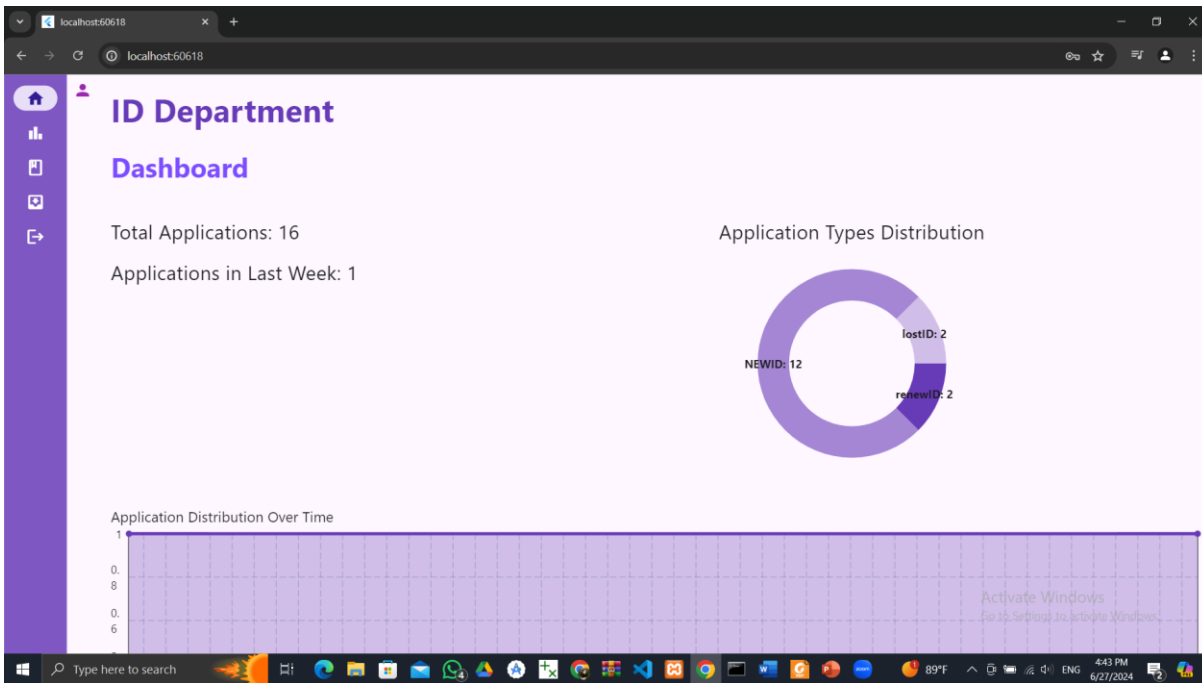 localhost:60618
localhost:60618
ID Department
Dashboard
Total Applications: 16
Applications in Last Week: 1
Application Types Distribution
lostID: 2
NEWID: 12
renewID: 2
Application Distribution Over Time
1
0.
8
0.
6
Activate Windows
Go to Settings to activate Windows.
Type here to search
89°F
ENG
4:43 PM
6/27/2024